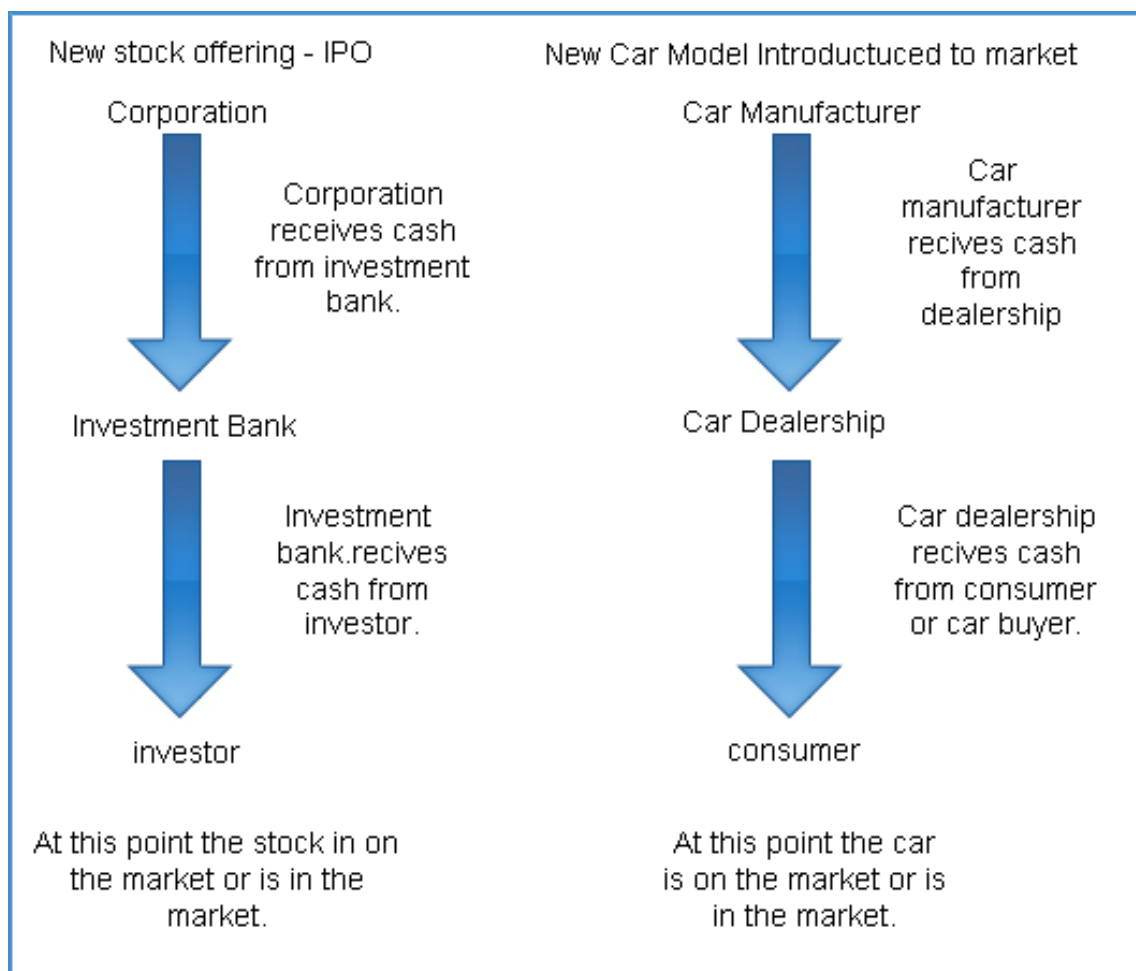 New stock offering - IPO
Corporation
Corporation
receives cash
from investment
bank.
Investment Bank
Investment
bank.recives
cash from
investor.
investor
At this point the stock in on
the market or is in the
market.
New Car Model Introductuced to market
Car Manufacturer
Car
manufacturer
recives cash
from
dealership
Car Dealership
Car dealership
recives cash
from consumer
or car buyer.
consumer
At this point the car
is on the market or is
in the market.